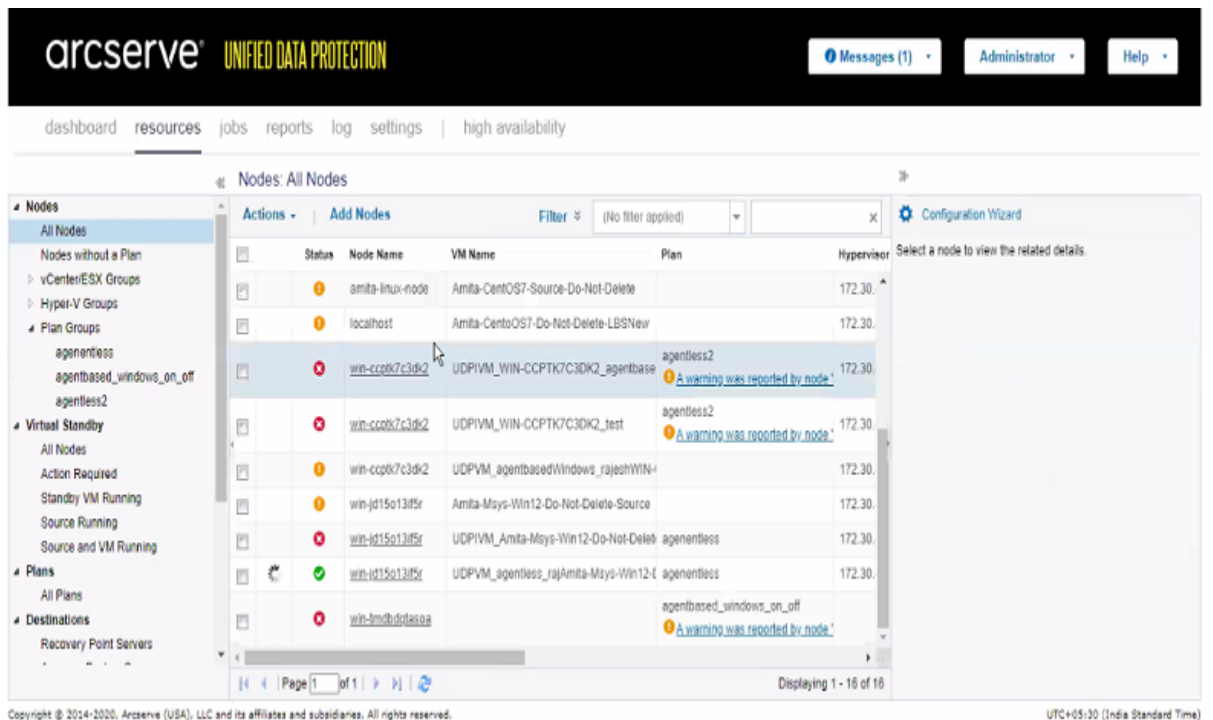 arcserve® UNIFIED DATA PROTECTION
Messages (1)
Administrator
Help
dashboard resources jobs reports log settings | high availability
Nodes: All Nodes
Nodes
All Nodes
Nodes without a Plan
vCenter/ESX Groups
Hyper-V Groups
Plan Groups
agenentless
agentbased_windows_on_off
agentless2
Virtual Standby
All Nodes
Action Required
Standby VM Running
Source Running
Source and VM Running
Plans
All Plans
Destinations
Recovery Point Servers
Actions | Add Nodes Filter (No filter applied)
Status Node Name VM Name Plan Hypervisor
amita-linux-node Amita-CentOS7-Source-Do-Not-Delete 172.30.
localhost Amita-CentoOS7-Do-Not-Delete-LBSNew 172.30.
win-ccptk7c3dk2 UDPIVM_WIN-CCPTK7C3DK2_agentbase agentless2 172.30.
A warning was reported by node '
win-ccptk7c3dk2 UDPIVM_WIN-CCPTK7C3DK2_test agentless2 172.30.
A warning was reported by node '
win-ccptk7c3dk2 UDPVM_agentbasedWindows_rajeshWIN- 172.30.
win-jd15o13if5r Amita-Msys-Win12-Do-Not-Delete-Source 172.30.
win-jd15o13if5r UDPIVM_Amita-Msys-Win12-Do-Not-Delet agenentless 172.30.
win-jd15o13if5r UDPVM_agentless_rajAmita-Msys-Win12- agenentless 172.30.
win-tmdbdqtasoa agentbased_windows_on_off
A warning was reported by node '
Page 1 of 1
Displaying 1 - 16 of 16
Configuration Wizard
Select a node to view the related details.
Copyright © 2014-2020, Arcserve (USA), LLC and its affiliates and subsidiaries. All rights reserved.
UTC+05:30 (India Standard Time)